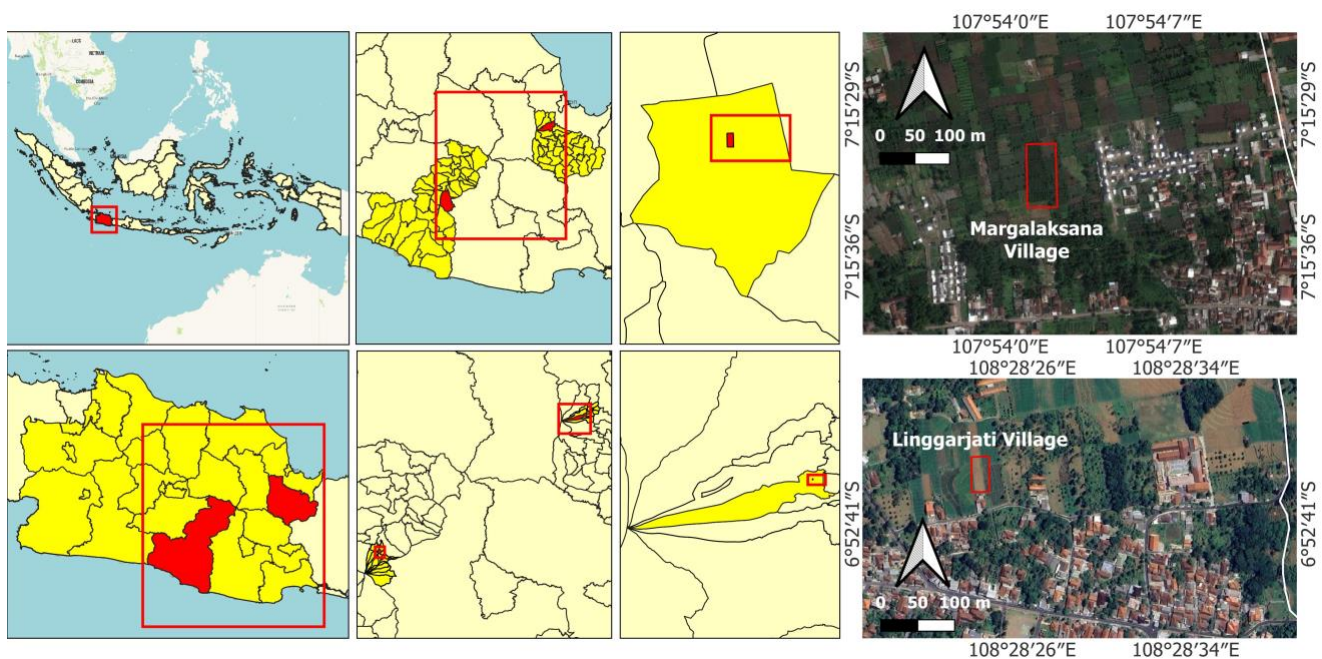 107°54′0″E 107°54′7″E
7°15′29″S
7°15′36″S
0 50 100 m
Margalaksana
Village
7°15′29″S
7°15′36″S
107°54′0″E 107°54′7″E
108°28′26″E 108°28′34″E
Linggarjati Village
6°52′41″S
0 50 100 m
6°52′41″S
108°28′26″E 108°28′34″E